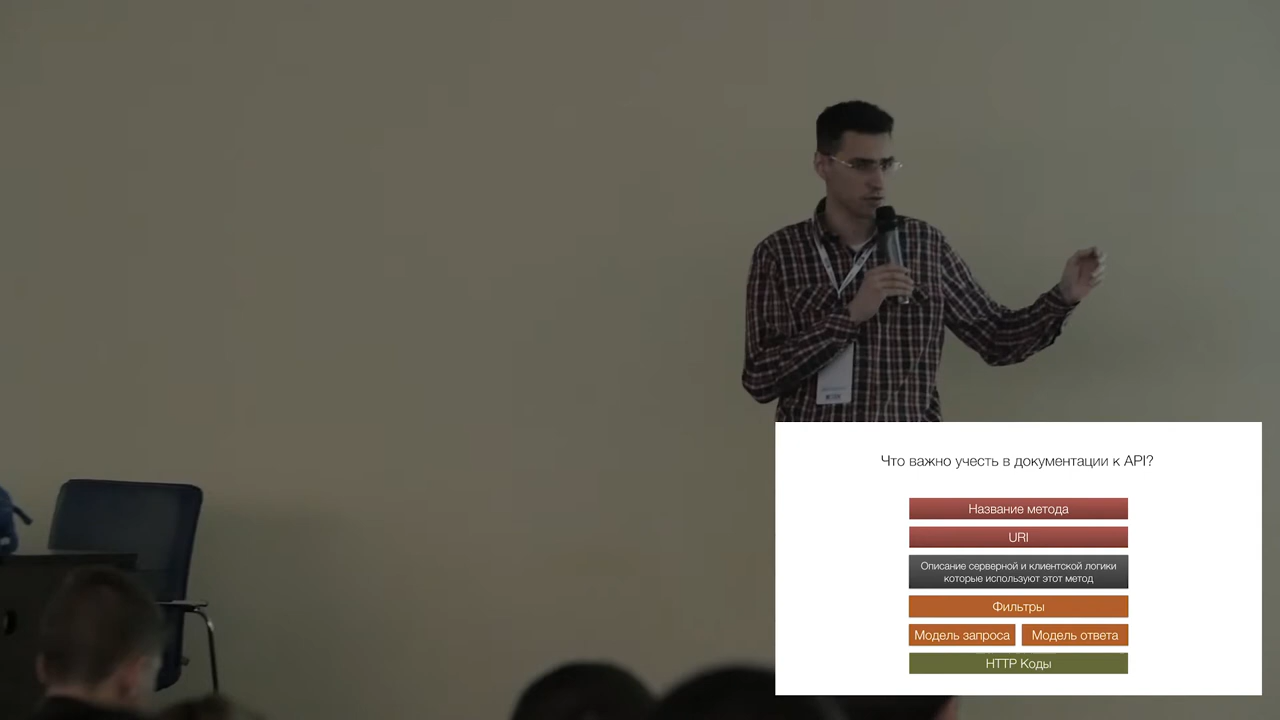 Что важно учесть в документации к API?
Название метода
URI
Описание серверной и клиентской логики
которые используют этот метод
Фильтры
Модель запроса
Модель ответа
HTTP Коды